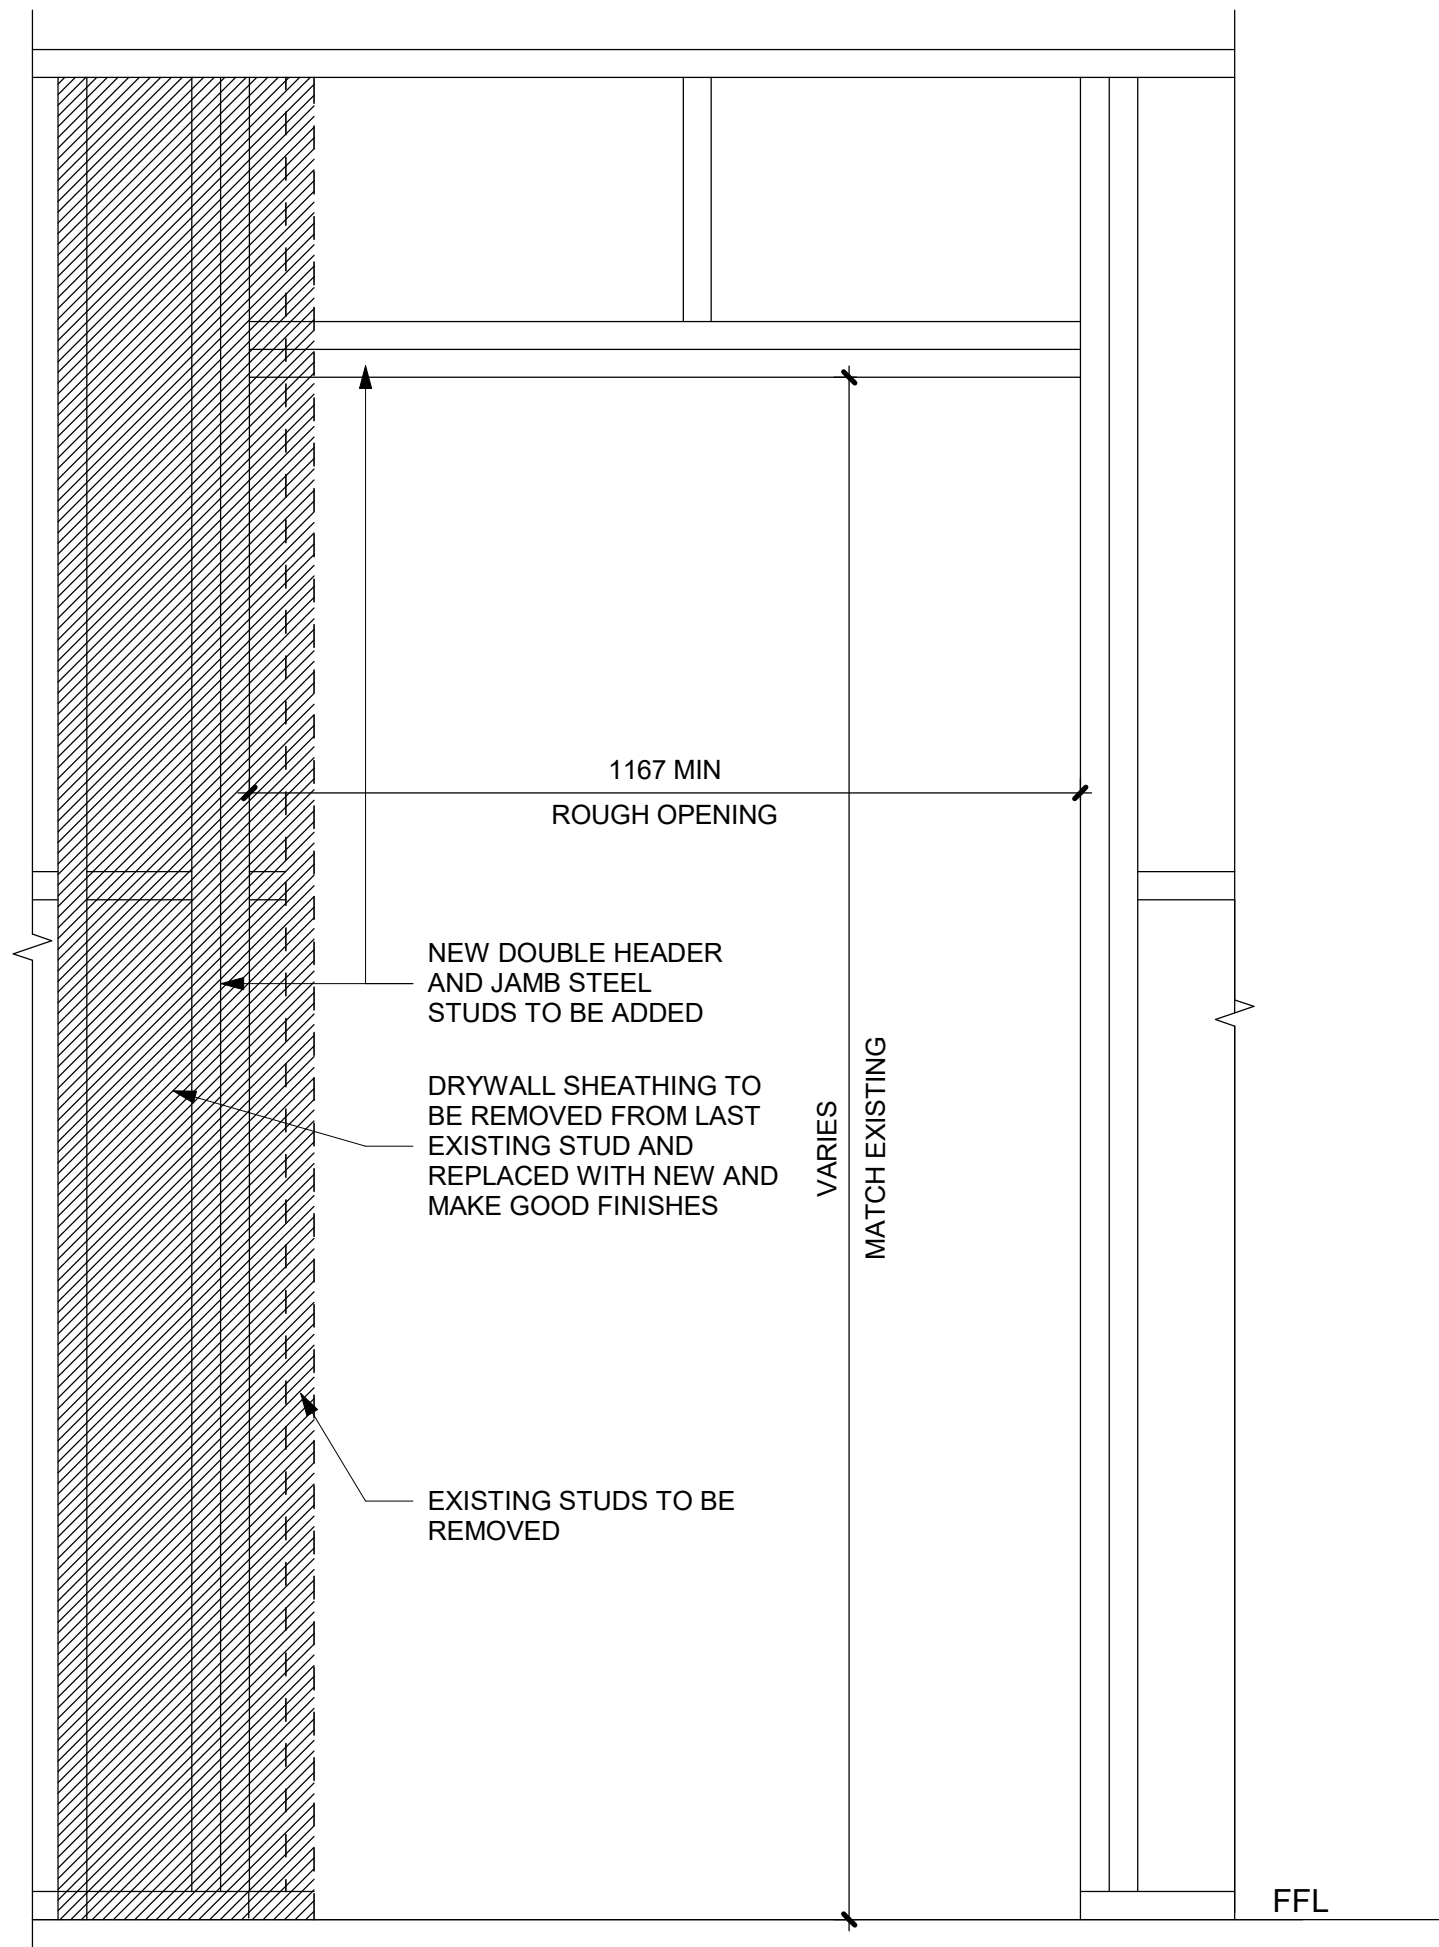 1167 MIN
ROUGH OPENING
NEW DOUBLE HEADER
AND JAMB STEEL
STUDS TO BE ADDED
DRYWALL SHEATHING TO
BE REMOVED FROM LAST
EXISTING STUD AND
REPLACED WITH NEW AND
MAKE GOOD FINISHES
VARIES
MATCH EXISTING
EXISTING STUDS TO BE
REMOVED
FFL